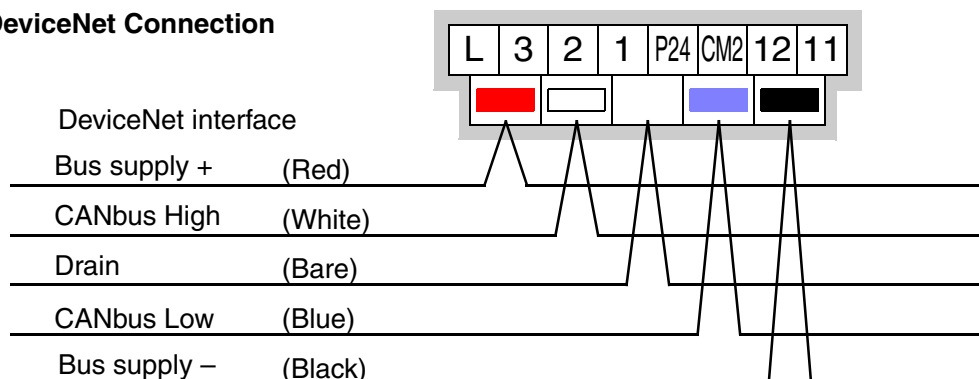 DeviceNet Connection
L 3 2 1 P24 CM2 12 11
DeviceNet interface
Bus supply + (Red)
CANbus High (White)
Drain (Bare)
CANbus Low (Blue)
Bus supply – (Black)